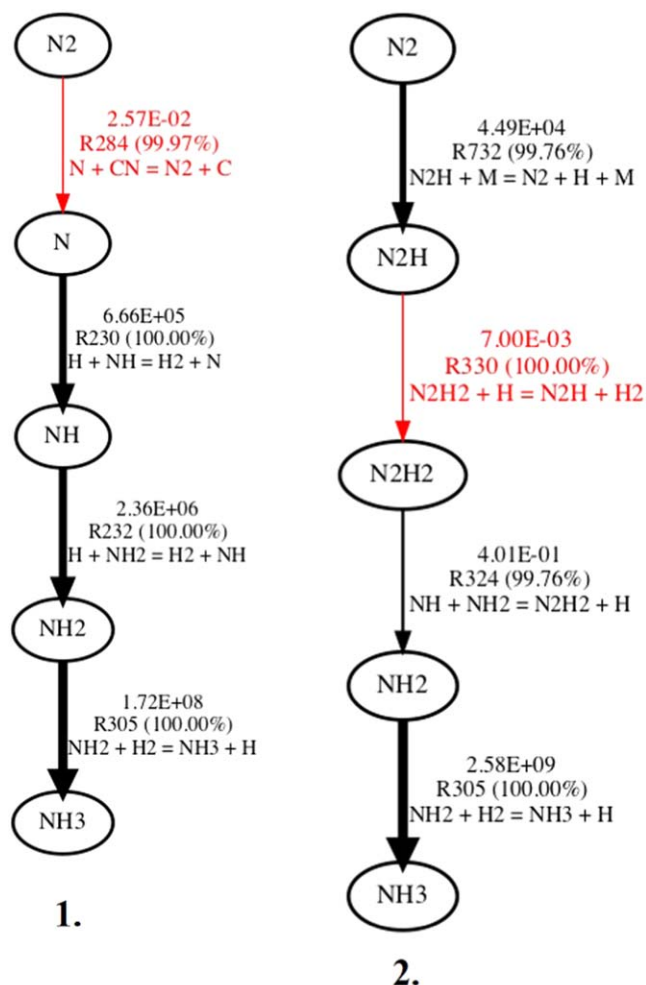 N2
2.57E-02
R284 (99.97%)
N + CN = N2 + C
N
6.66E+05
R230 (100.00%)
H + NH = H2 + N
NH
2.36E+06
R232 (100.00%)
H + NH2 = H2 + NH
NH2
1.72E+08
R305 (100.00%)
NH2 + H2 = NH3 + H
NH3
1.
N2
4.49E+04
R732 (99.76%)
N2H + M = N2 + H + M
N2H
7.00E-03
R330 (100.00%)
N2H2 + H = N2H + H2
N2H2
4.01E-01
R324 (99.76%)
NH + NH2 = N2H2 + H
NH2
2.58E+09
R305 (100.00%)
NH2 + H2 = NH3 + H
NH3
2.